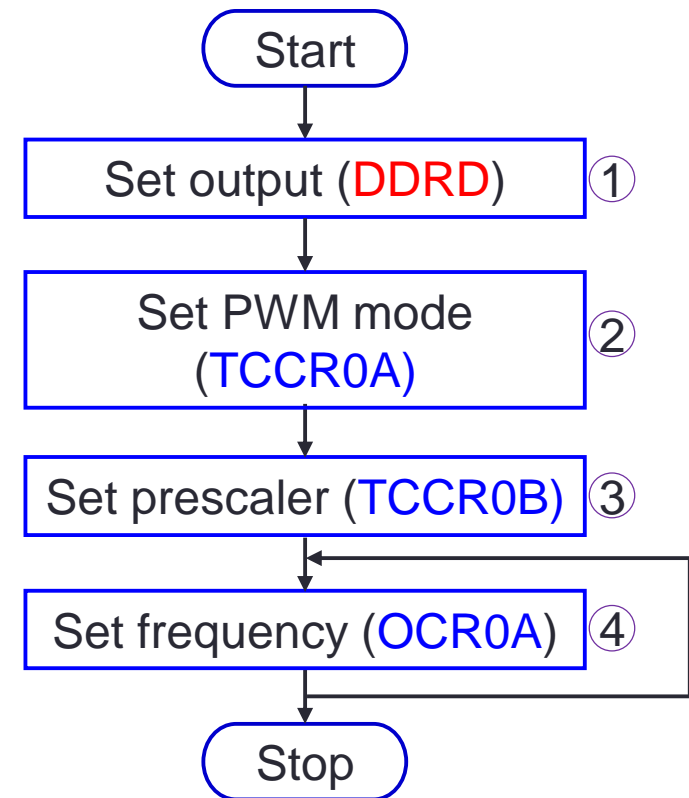 Start
Set output (DDRD)
①
Set PWM mode
(TCCR0A)
②
Set prescaler (TCCR0B)
③
Set frequency (OCR0A)
④
Stop